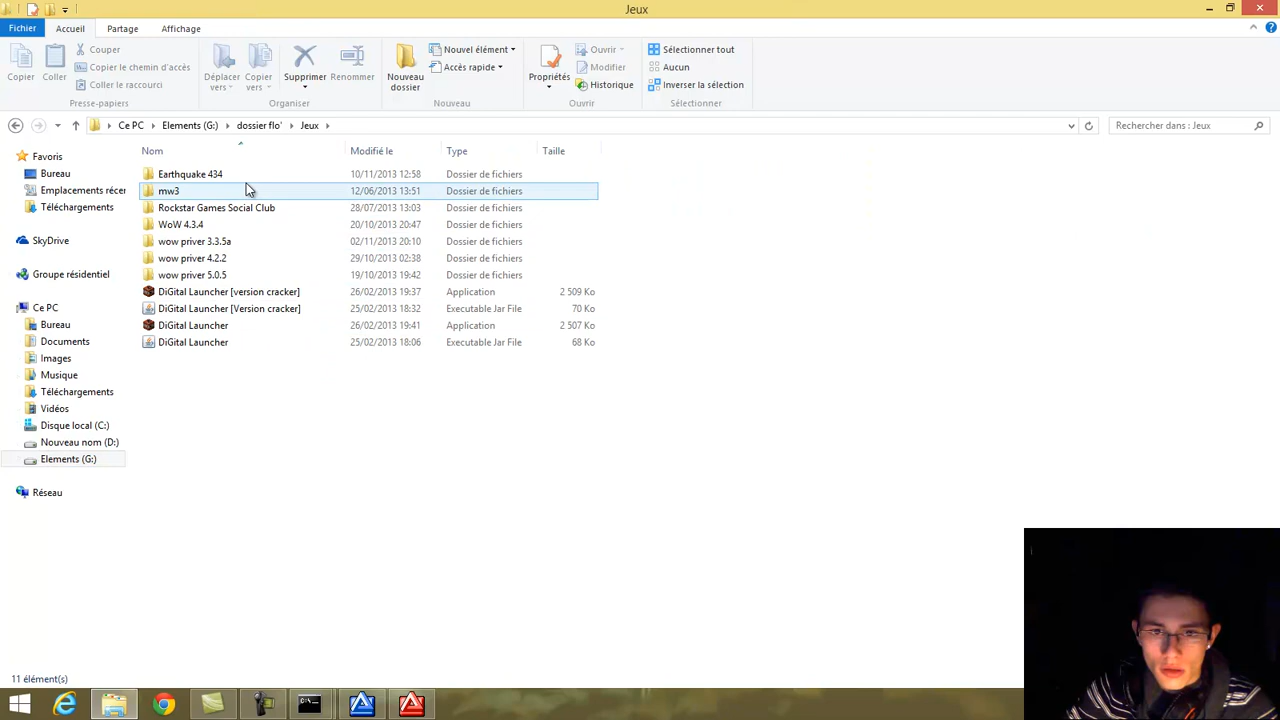 Jeux
Fichier Accueil Partage Affichage
Copier
Coller
Couper
Copier le chemin d'accès
Coller le raccourci
Presse-papiers
Déplacer vers
Copier vers
Supprimer
Renommer
Organiser
Nouveau dossier
Nouvel élément
Accès rapide
Nouveau
Propriétés
Ouvrir
Modifier
Historique
Ouvrir
Sélectionner tout
Aucun
Inverser la sélection
Sélectionner
Ce PC Elements (G:) dossier flo' Jeux
Rechercher dans : Jeux
Favoris
Bureau
Emplacements récer
Téléchargements
SkyDrive
Groupe résidentiel
Ce PC
Bureau
Documents
Images
Musique
Téléchargements
Vidéos
Disque local (C:)
Nouveau nom (D:)
Elements (G:)
Réseau
Nom Modifié le Type Taille
Earthquake 434 10/11/2013 12:58 Dossier de fichiers
mw3 12/06/2013 13:51 Dossier de fichiers
Rockstar Games Social Club 28/07/2013 13:03 Dossier de fichiers
WoW 4.3.4 20/10/2013 20:47 Dossier de fichiers
wow priver 3.3.5a 02/11/2013 20:10 Dossier de fichiers
wow priver 4.2.2 29/10/2013 02:38 Dossier de fichiers
wow priver 5.0.5 19/10/2013 19:42 Dossier de fichiers
DiGital Launcher [version cracker] 26/02/2013 19:37 Application 2 509 Ko
DiGital Launcher [Version cracker] 25/02/2013 18:32 Executable Jar File 70 Ko
DiGital Launcher 26/02/2013 19:41 Application 2 507 Ko
DiGital Launcher 25/02/2013 18:06 Executable Jar File 68 Ko
11 élément(s)